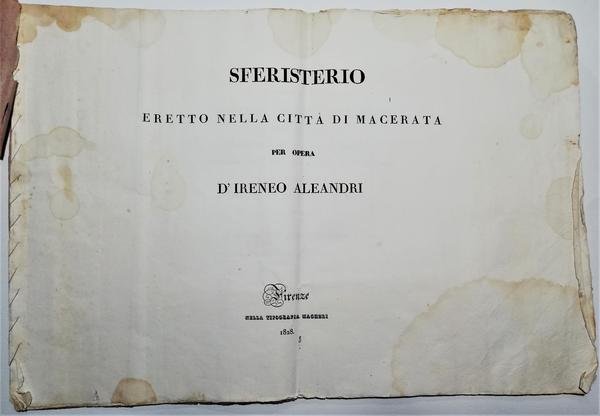 SFERISTERIO
ERETTO NELLA CITTÀ DI MACERATA
PER OPERA
D' IRENEO ALEANDRI
Firenze
NELLA TIPOGRAFIA MAGHERI
1828.